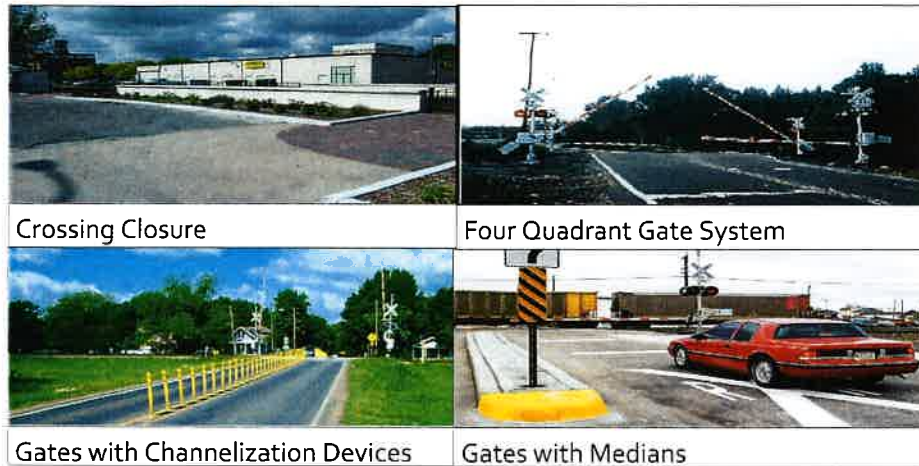 Crossing Closure
Four Quadrant Gate System
Gates with Channelization Devices
Gates with Medians